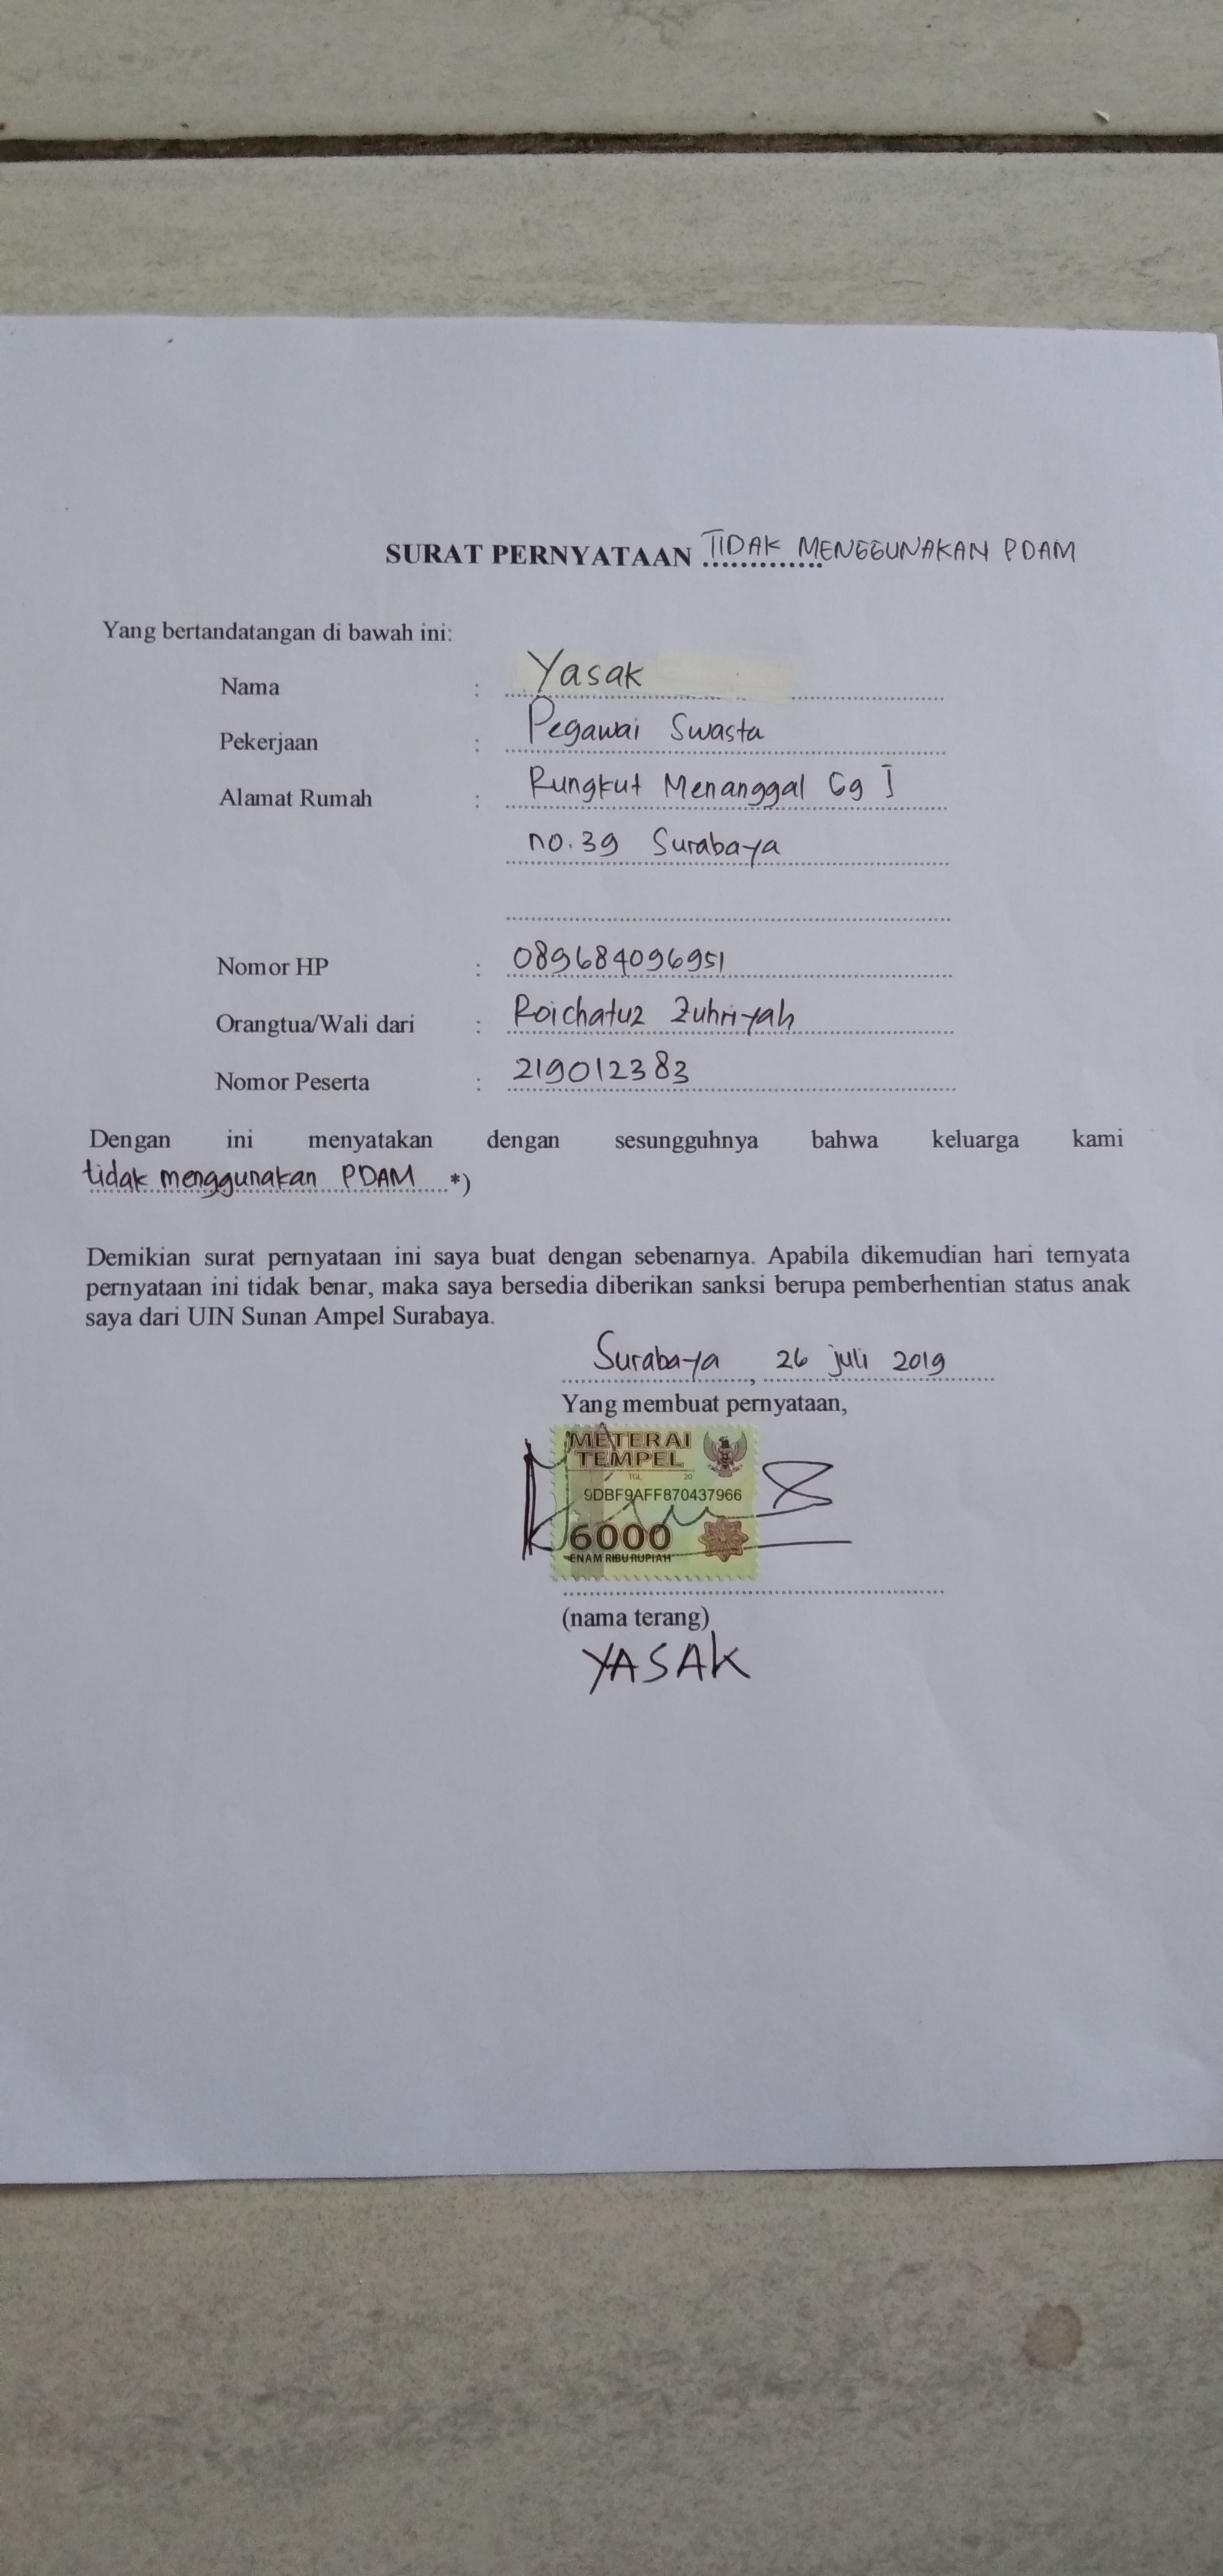 SURAT PERNYATAAN TIDAK MENGGUNAKAN PDAM
Yang bertandatangan di bawah ini:
Nama : Yasak
Pekerjaan : Pegawai Swasta
Alamat Rumah : Rungkut Menanggal Gg I
no. 39 Surabaya
Nomor HP : 089684096951
Orangtua/Wali dari : Roichatuz Zuhriyah
Nomor Peserta : 219012383
Dengan ini menyatakan dengan sesungguhnya bahwa keluarga kami
tidak menggunakan PDAM *)
Demikian surat pernyataan ini saya buat dengan sebenarnya. Apabila dikemudian hari ternyata
pernyataan ini tidak benar, maka saya bersedia diberikan sanksi berupa pemberhentian status anak
saya dari UIN Sunan Ampel Surabaya.
Surabaya, 26 juli 2019
Yang membuat pernyataan,
METERAI
TEMPEL
TGL 20
9DBF9AFF870437966
6000
ENAM RIBU RUPIAH
(nama terang)
YASAK